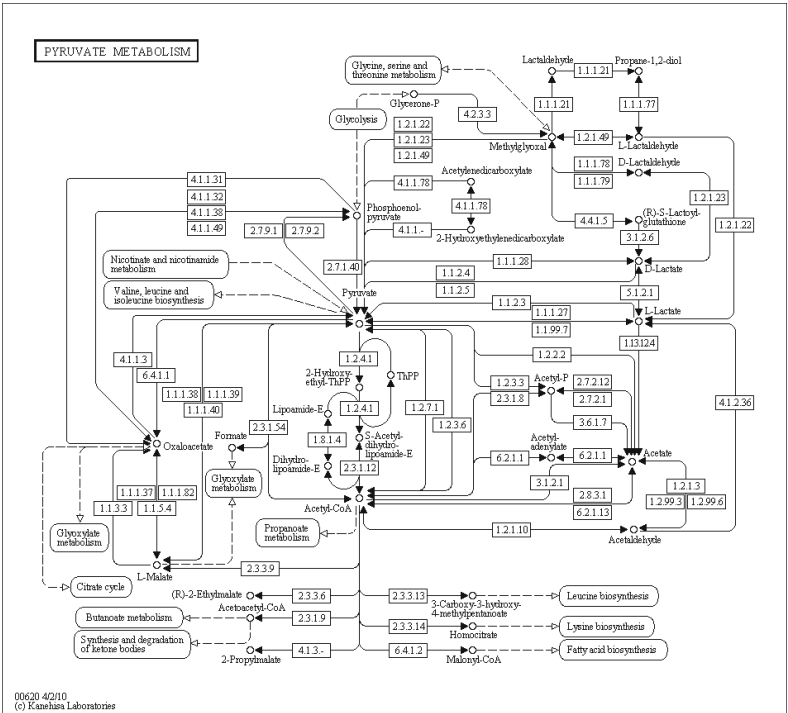 PYRUVATE METABOLISM
Glycine, serine and
threonine metabolism
Lactaldehyde
Propane-1,2-diol
1.1.1.21
Glycerone-P
1.1.1.21
1.1.1.77
Glycolysis
4.2.3.3
1.2.1.22
1.2.1.23
1.2.1.49
1.2.1.49
Methylglyoxal
L-Lactaldehyde
Acetylenedicarboxylate
1.1.1.78
1.1.1.79
D-Lactaldehyde
4.1.1.31
4.1.1.32
4.1.1.38
4.1.1.49
4.1.1.78
4.1.1.78
1.2.1.23
Phosphoenol-
pyruvate
4.4.1.5
(R)-S-Lactoyl-
glutathione
1.2.1.22
2.7.9.1
2.7.9.2
4.1.1.-
2-Hydroxyethylenedicarboxylate
3.1.2.6
Nicotinate and nicotinamide
metabolism
2.7.1.40
1.1.1.28
D-Lactate
1.1.2.4
1.1.2.5
Valine, leucine and
isoleucine biosynthesis
Pyruvate
5.1.2.1
1.1.2.3
1.1.1.27
1.1.99.7
L-Lactate
1.13.12.4
4.1.1.3
6.4.1.1
1.2.4.1
1.2.2.2
2-Hydroxy-
ethyl-ThPP
ThPP
1.1.1.38
1.1.1.39
1.1.1.40
1.2.3.3
2.3.1.8
Acetyl-P
2.7.2.12
2.7.2.1
Lipoamide-E
1.2.4.1
1.2.7.1
4.1.2.36
1.2.3.6
3.6.1.7
2.3.1.54
Formate
1.8.1.4
S-Acetyl-
dihydro-
lipoamide-E
Acetyl-
adenylate
Oxaloacetate
Dihydro-
lipoamide-E
2.3.1.12
6.2.1.1
6.2.1.1
Acetate
Glyoxylate
metabolism
3.1.2.1
1.1.1.37
1.1.1.82
1.1.3.3
1.1.5.4
Acetyl-CoA
2.8.3.1
6.2.1.13
1.2.1.3
1.2.99.3
1.2.99.6
Glyoxylate
metabolism
Propanoate
metabolism
1.2.1.10
Acetaldehyde
L-Malate
2.3.3.9
Citrate cycle
(R)-2-Ethylmalate
2.3.3.6
2.3.3.13
3-Carboxy-3-hydroxy-
4-methylpentanoate
Leucine biosynthesis
Butanoate metabolism
Acetoacetyl-CoA
2.3.1.9
2.3.3.14
Homocitrate
Lysine biosynthesis
Synthesis and degradation
of ketone bodies
2-Propylmalate
4.1.3.-
6.4.1.2
Malonyl-CoA
Fatty acid biosynthesis
00620 4/2/10
(c) Kanehisa Laboratories